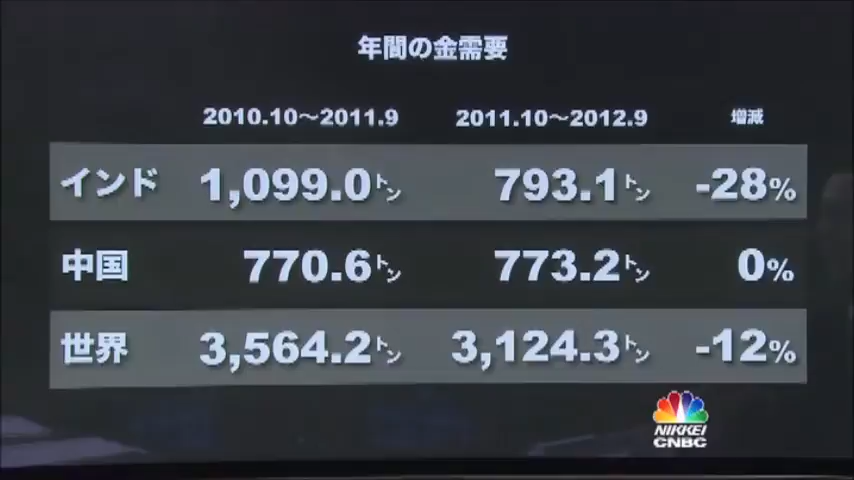 年間の金需要
2010.10～2011.9 2011.10～2012.9 増減
インド 1,099.0トン 793.1トン -28%
中国 770.6トン 773.2トン 0%
世界 3,564.2トン 3,124.3トン -12%
NIKKEI
CNBC